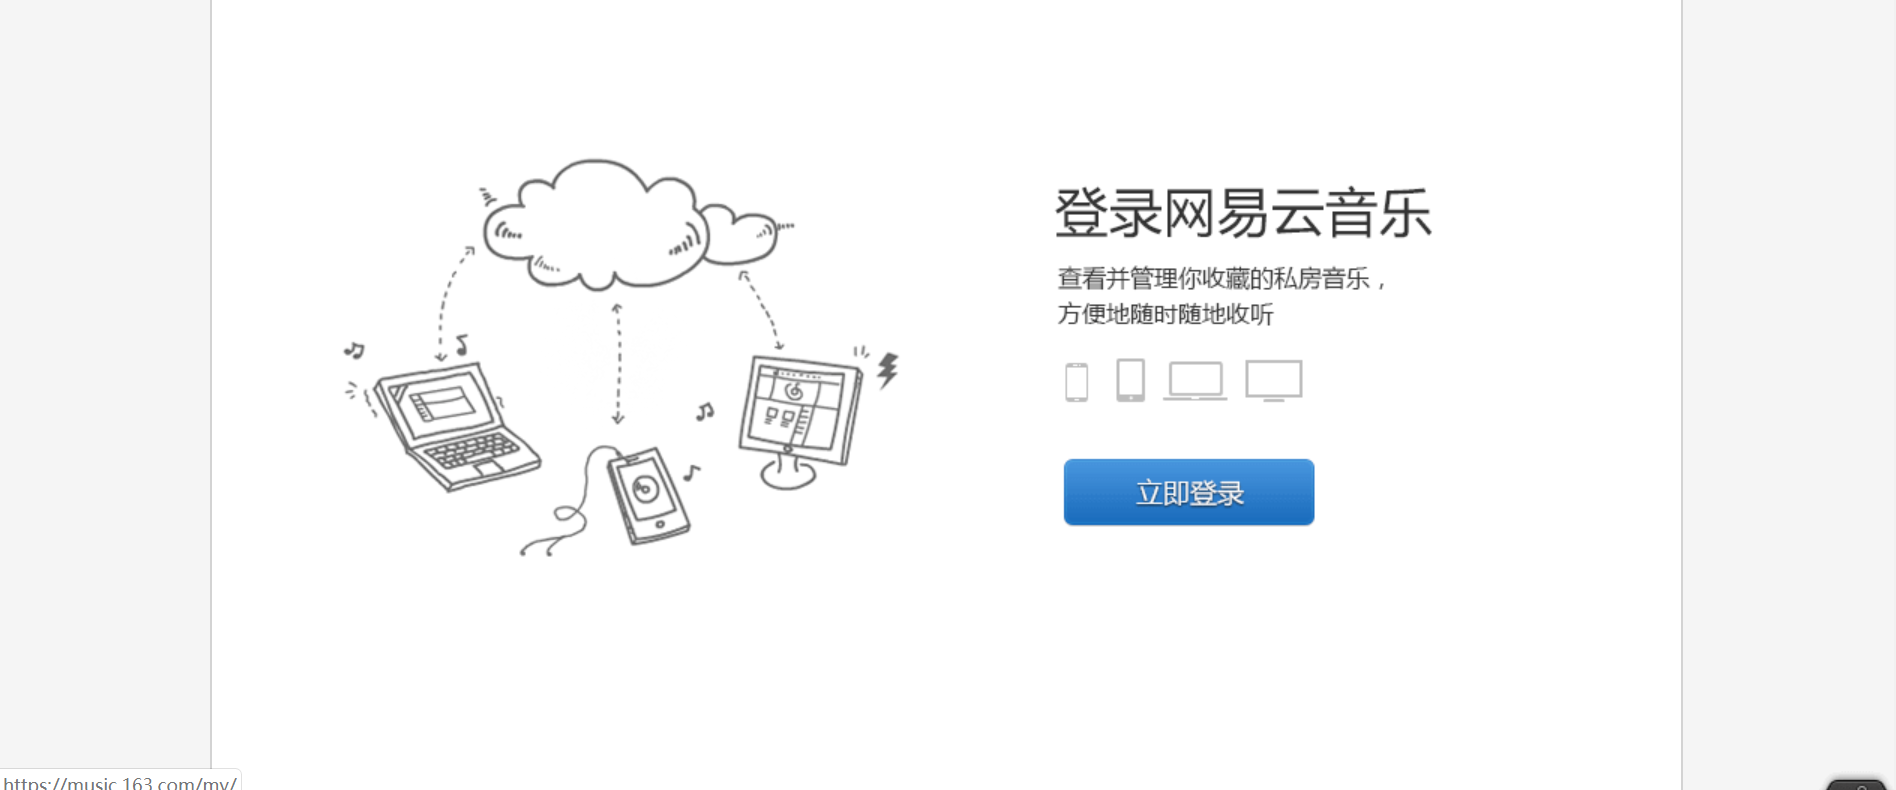 登录网易云音乐
查看并管理你收藏的私房音乐，
方便地随时随地收听
立即登录
https://music.163.com/my/